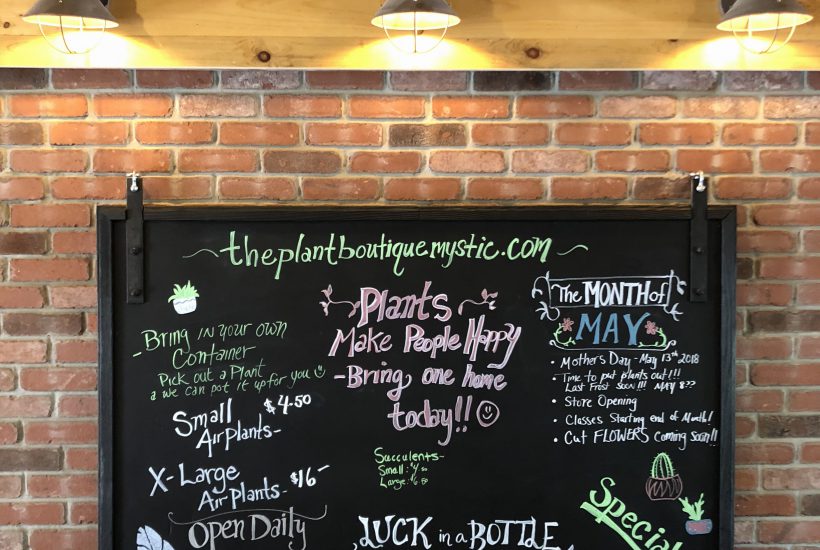 theplantboutiquemystic.com
-Bring in your own
Container
Pick out a Plant
& we can pot it up for you
Small $4.50
Air Plants-
X-Large
Air Plants- $16-
Open Daily
Plants
Make People Happy
-Bring one home
today!!
Succulents-
Small:
Large:
LUCK in a BOTTLE
The MONTH of
MAY
• Mother's Day - May 13th 2018
• Time to put plants out!!!
Last Frost soon!!! MAY 8??
• Store Opening
• Classes Starting end of Month!
• Cut FLOWERS coming soon!!
Special